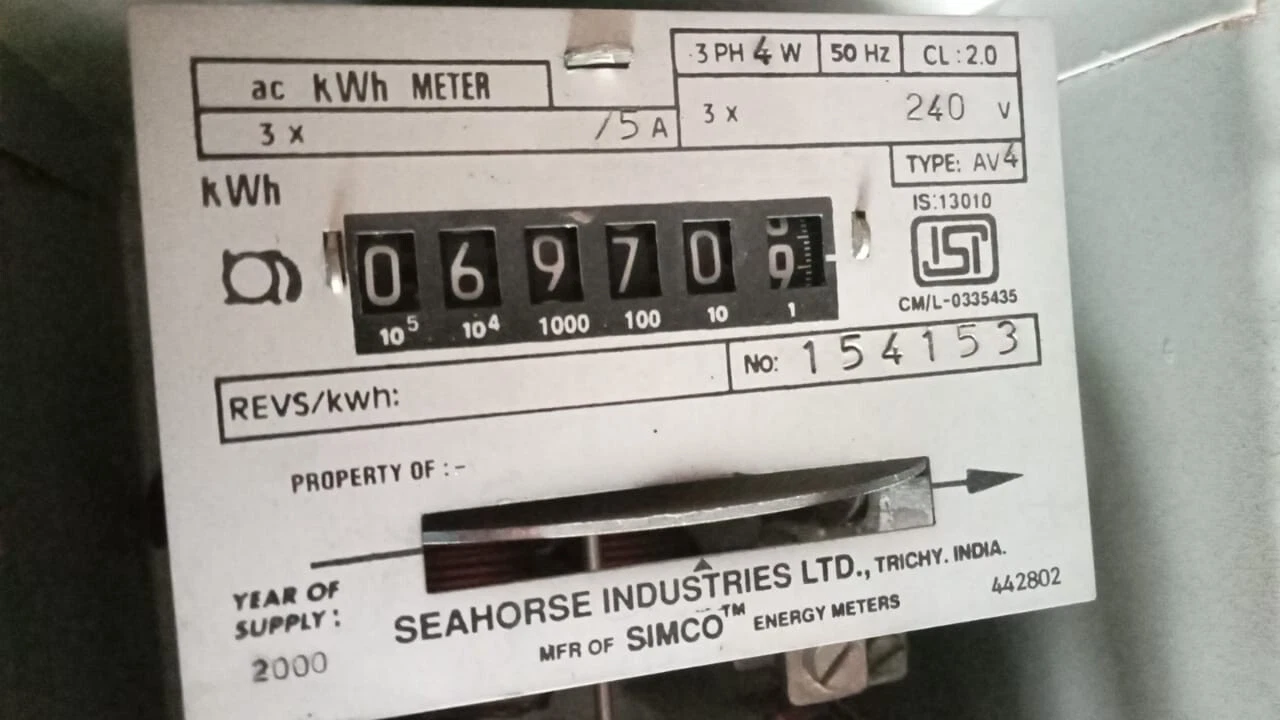 ac kWh METER
3 x /5 A
3 PH 4 W 50 Hz CL : 2.0
3 x 240 v
TYPE: AV4
kWh
IS:13010
ISI
CM/L-0335435
0 6 9 7 0 9
10⁵ 10⁴ 1000 100 10 1
REVS/kwh:
NO: 154153
PROPERTY OF :-
YEAR OF
SUPPLY :
2000
SEAHORSE INDUSTRIES LTD., TRICHY. INDIA.
MFR OF SIMCO™ ENERGY METERS
442802